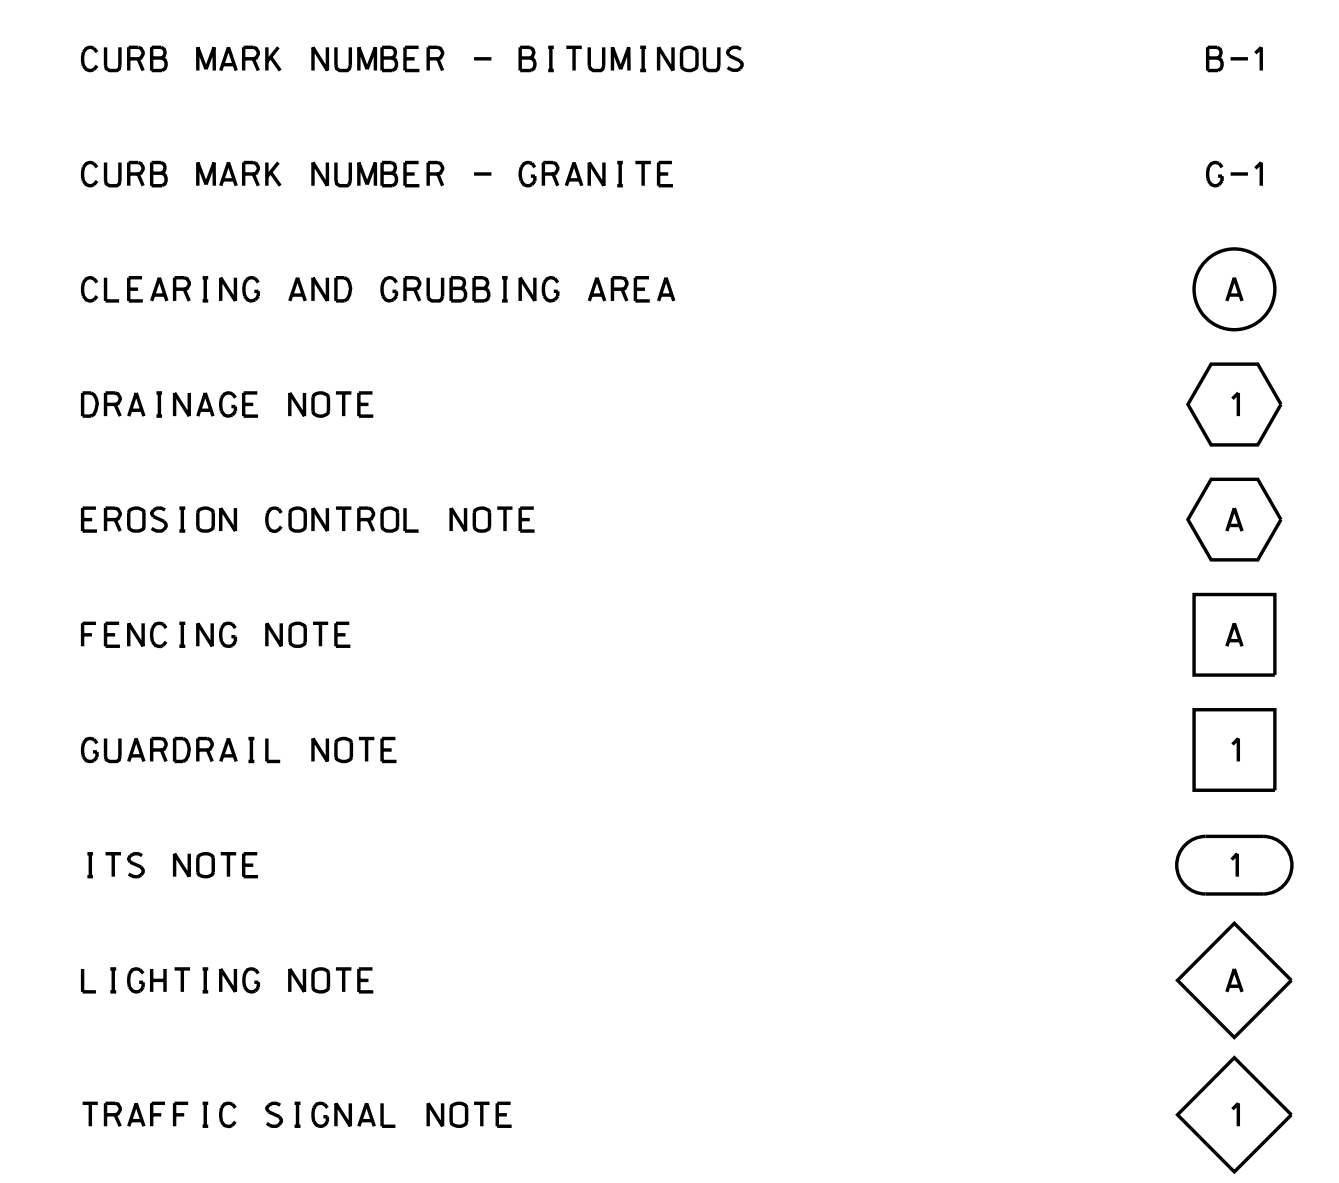 CURB MARK NUMBER - BITUMINOUS B-1
CURB MARK NUMBER - GRANITE G-1
CLEARING AND GRUBBING AREA A
DRAINAGE NOTE 1
EROSION CONTROL NOTE A
FENCING NOTE A
GUARDRAIL NOTE 1
ITS NOTE 1
LIGHTING NOTE A
TRAFFIC SIGNAL NOTE 1